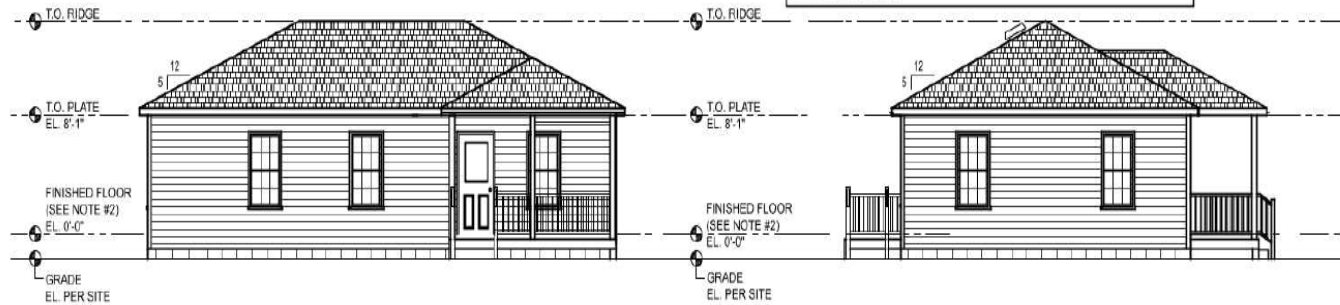 T.O. RIDGE
12
5
T.O. PLATE
EL. 8'-1"
FINISHED FLOOR
(SEE NOTE #2)
EL. 0'-0"
GRADE
EL. PER SITE
T.O. RIDGE
12
5
T.O. PLATE
EL. 8'-1"
FINISHED FLOOR
(SEE NOTE #2)
EL. 0'-0"
GRADE
EL. PER SITE